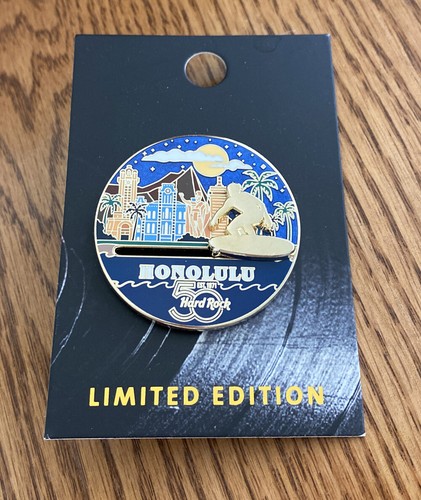 HONOLULU
EST. 1971
50
Hard Rock
LIMITED EDITION